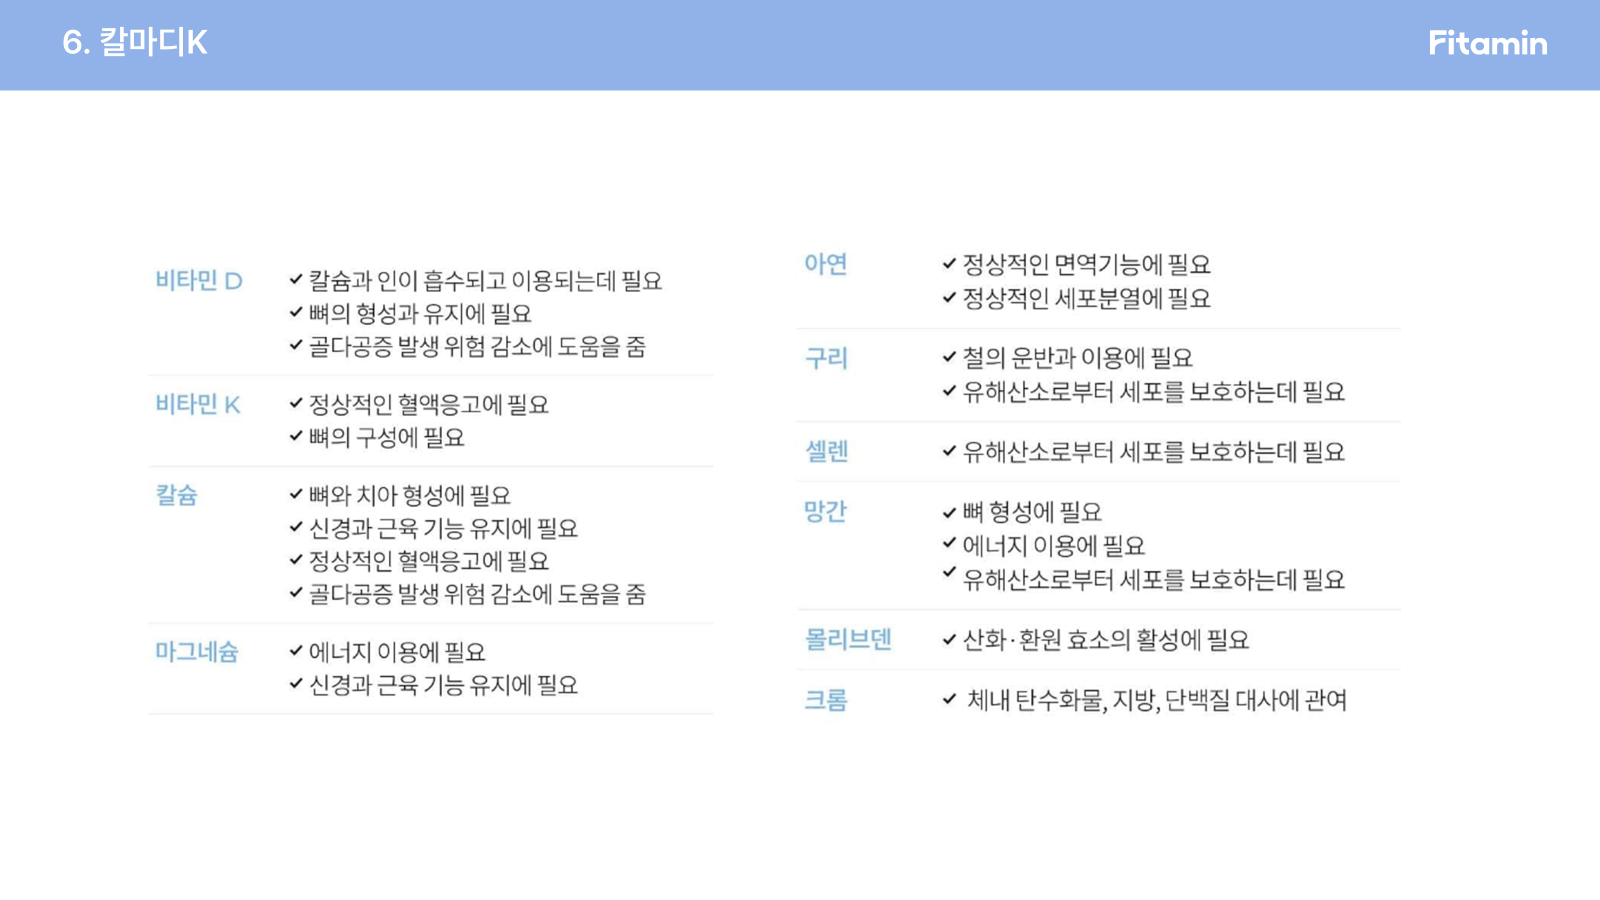 6. 칼마디K
Fitamin
비타민 D
칼슘과 인이 흡수되고 이용되는데 필요
뼈의 형성과 유지에 필요
골다공증 발생 위험 감소에 도움을 줌
비타민 K
정상적인 혈액응고에 필요
뼈의 구성에 필요
칼슘
뼈와 치아 형성에 필요
신경과 근육 기능 유지에 필요
정상적인 혈액응고에 필요
골다공증 발생 위험 감소에 도움을 줌
마그네슘
에너지 이용에 필요
신경과 근육 기능 유지에 필요
아연
정상적인 면역기능에 필요
정상적인 세포분열에 필요
구리
철의 운반과 이용에 필요
유해산소로부터 세포를 보호하는데 필요
셀렌
유해산소로부터 세포를 보호하는데 필요
망간
뼈 형성에 필요
에너지 이용에 필요
유해산소로부터 세포를 보호하는데 필요
몰리브덴
산화·환원 효소의 활성에 필요
크롬
체내 탄수화물, 지방, 단백질 대사에 관여